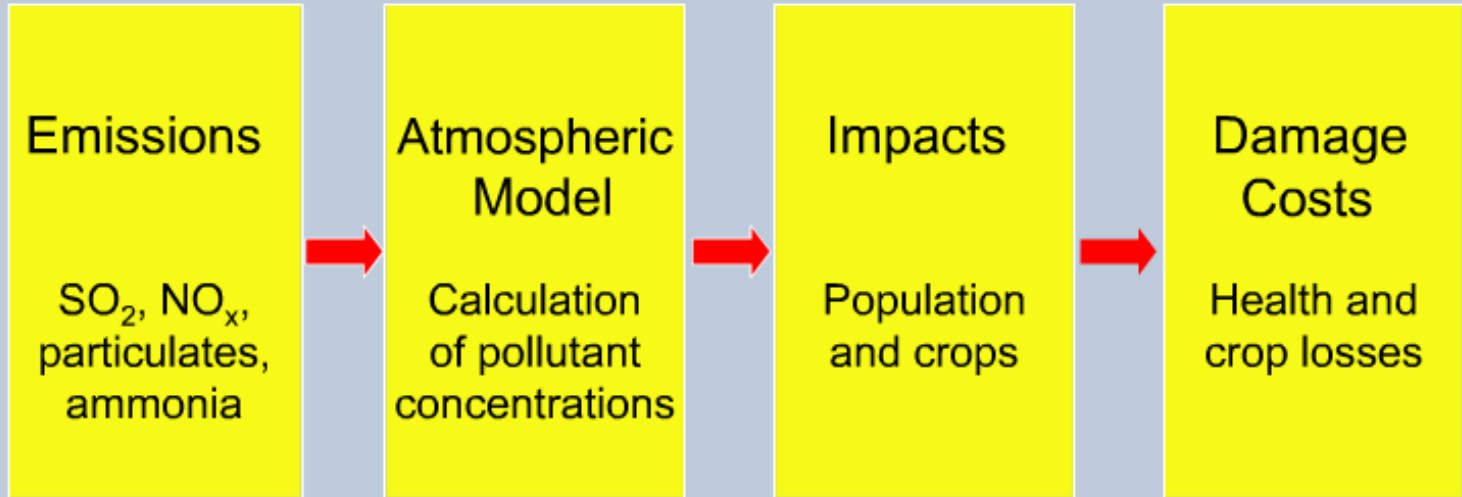 Emissions
SO₂, NOₓ,
particulates,
ammonia
Atmospheric
Model
Calculation
of pollutant
concentrations
Impacts
Population
and crops
Damage
Costs
Health and
crop losses